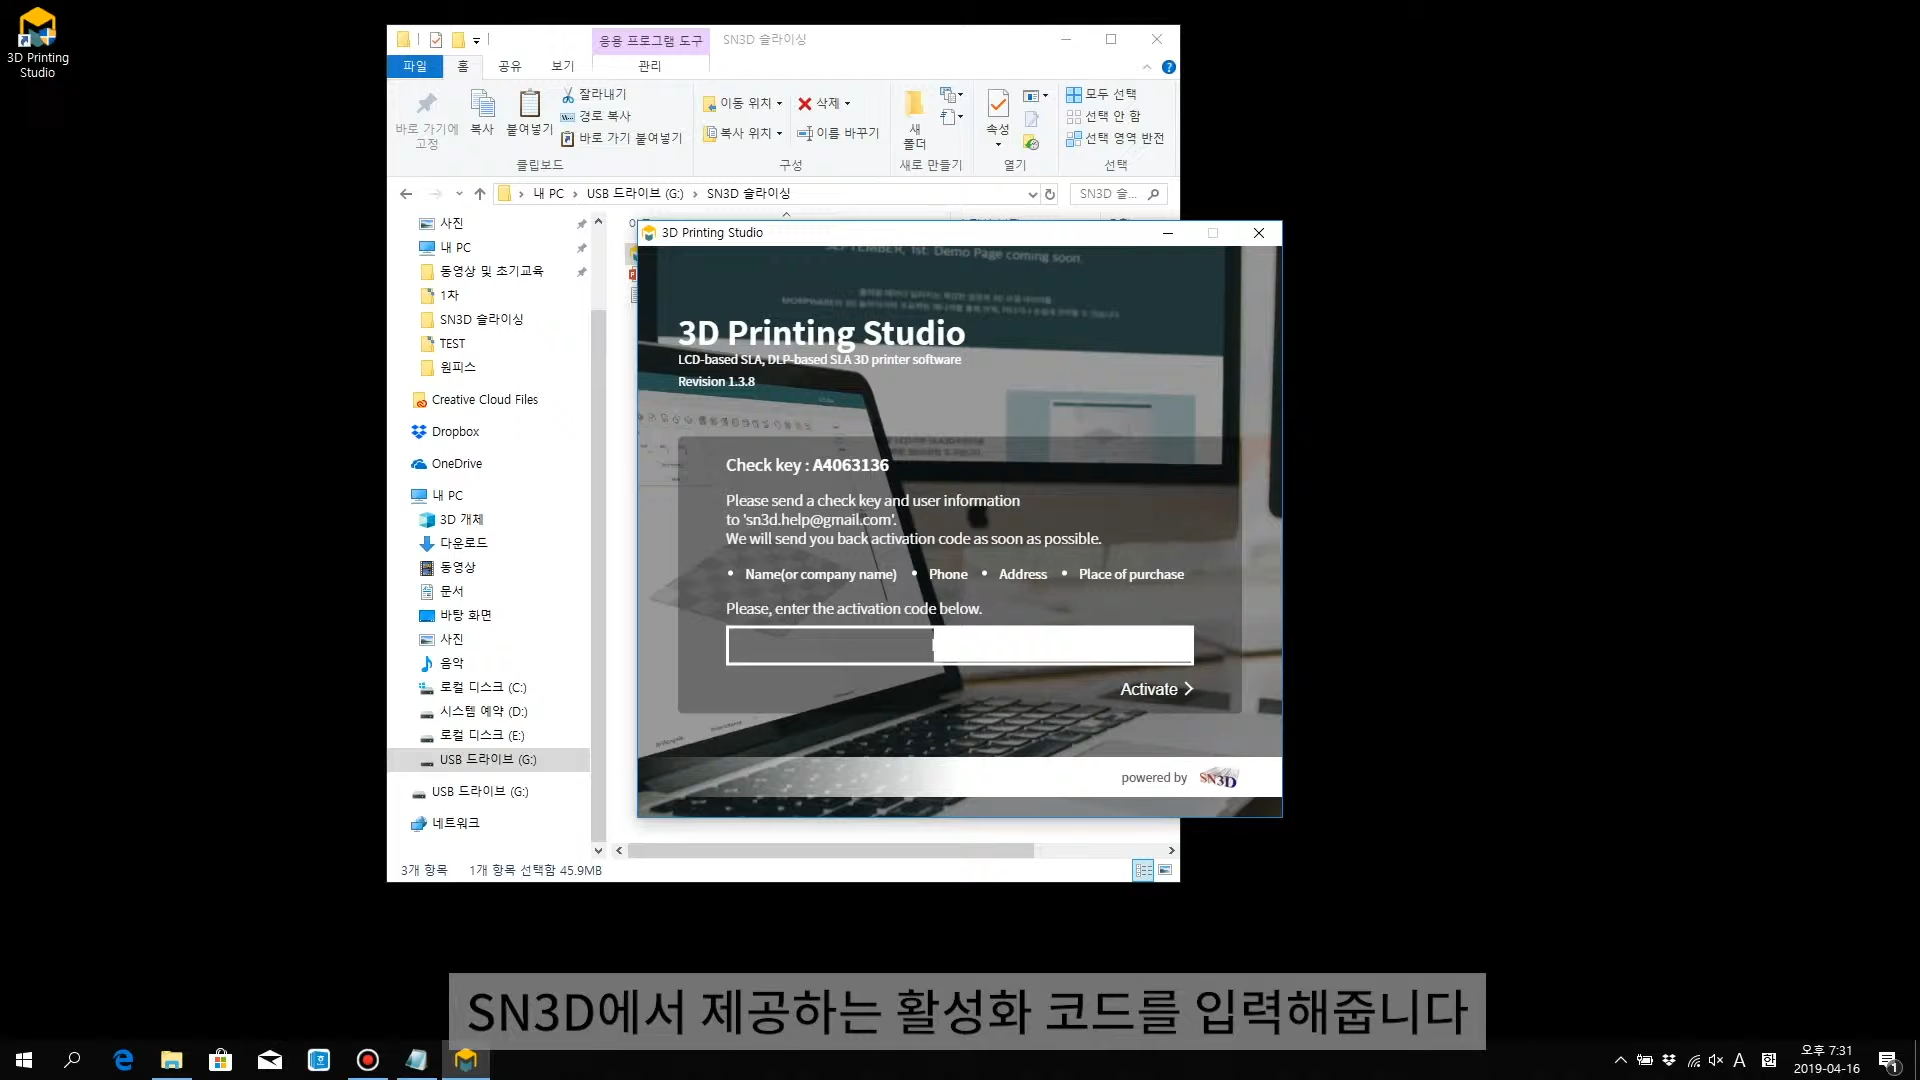 3D Printing
Studio
응용 프로그램 도구
SN3D 슬라이싱
파일
홈
공유
보기
관리
바로 가기에
고정
복사
붙여넣기
잘라내기
경로 복사
바로 가기 붙여넣기
클립보드
이동 위치
삭제
복사 위치
이름 바꾸기
구성
새
폴더
새로 만들기
속성
열기
모두 선택
선택 안 함
선택 영역 반전
선택
내 PC › USB 드라이브 (G:) › SN3D 슬라이싱
SN3D 슬...
사진
내 PC
동영상 및 초기교육
1차
SN3D 슬라이싱
TEST
원피스
Creative Cloud Files
Dropbox
OneDrive
내 PC
3D 개체
다운로드
동영상
문서
바탕 화면
사진
음악
로컬 디스크 (C:)
시스템 예약 (D:)
로컬 디스크 (E:)
USB 드라이브 (G:)
USB 드라이브 (G:)
네트워크
3개 항목
1개 항목 선택함 45.9MB
3D Printing Studio
SEPTEMBER, 1st: Demo Page coming soon.
3D Printing Studio
LCD-based SLA, DLP-based SLA 3D printer software
Revision 1.3.8
Check key : A4063136
Please send a check key and user information
to 'sn3d.help@gmail.com'.
We will send you back activation code as soon as possible.
• Name(or company name) • Phone • Address • Place of purchase
Please, enter the activation code below.
Activate
powered by SN3D
SN3D에서 제공하는 활성화 코드를 입력해줍니다
A
한
오후 7:31
2019-04-16
1